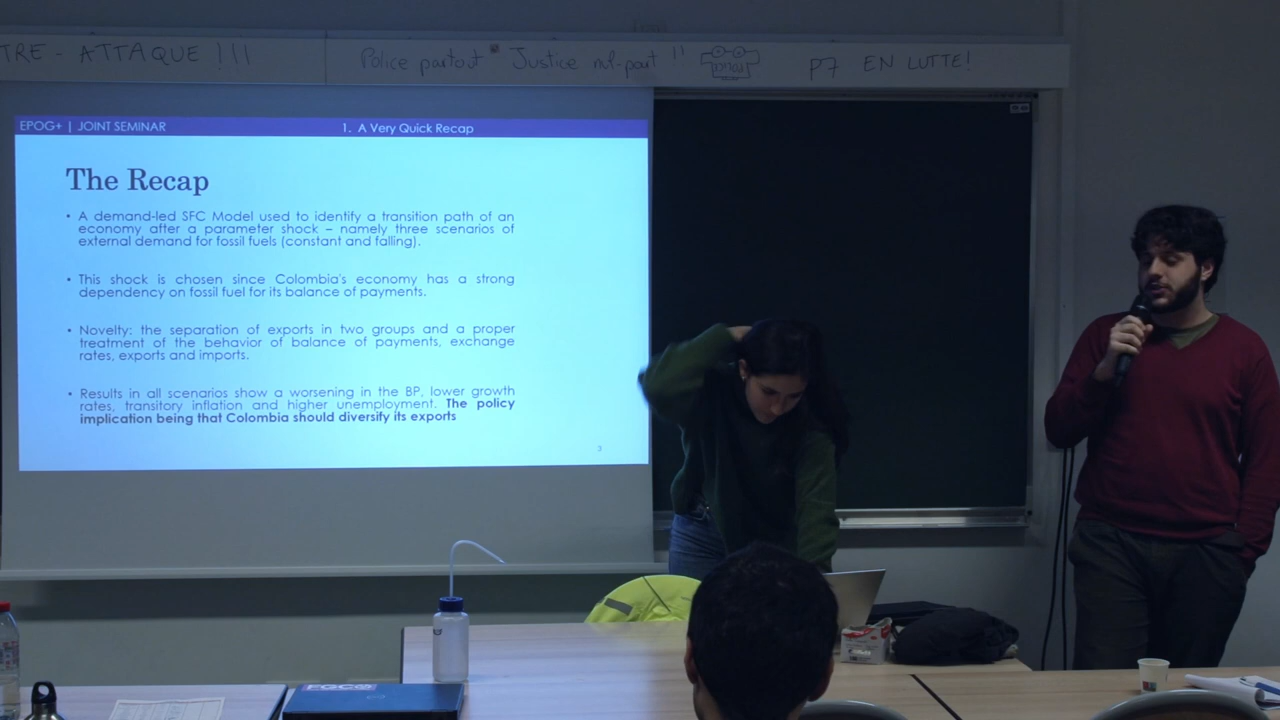 TRE - ATTAQUE !!!
Police partout Justice nul-part !!
P7 EN LUTTE!
EPOG+ | JOINT SEMINAR
1. A Very Quick Recap
The Recap
• A demand-led SFC Model used to identify a transition path of an
economy after a parameter shock – namely three scenarios of
external demand for fossil fuels (constant and falling).
• This shock is chosen since Colombia's economy has a strong
dependency on fossil fuel for its balance of payments.
• Novelty: the separation of exports in two groups and a proper
treatment of the behavior of balance of payments, exchange
rates, exports and imports.
• Results in all scenarios show a worsening in the BP, lower growth
rates, transitory inflation and higher unemployment. The policy
implication being that Colombia should diversify its exports